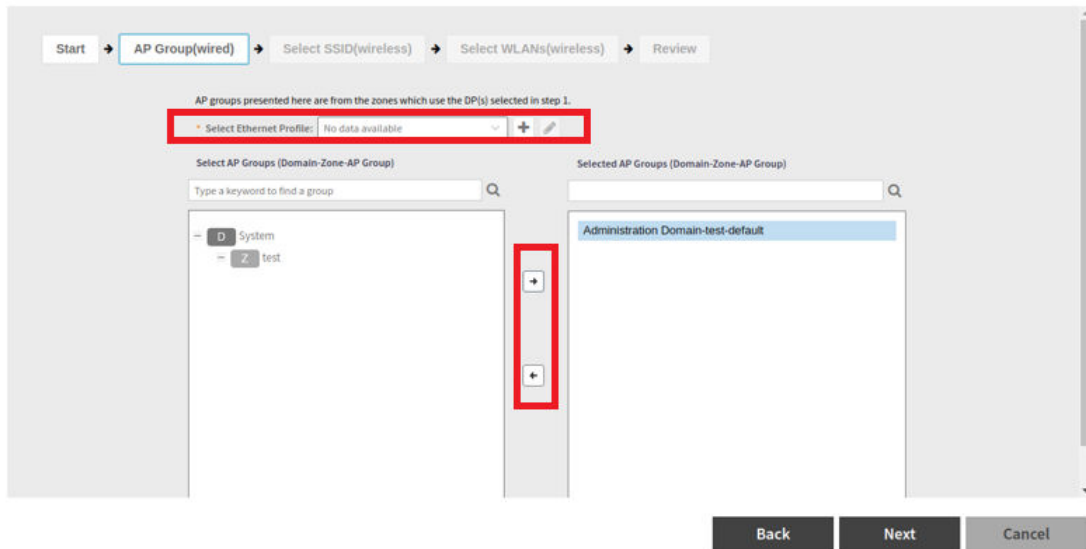 Start → AP Group(wired) → Select SSID(wireless) → Select WLANs(wireless) → Review
AP groups presented here are from the zones which use the DP(s) selected in step 1.
* Select Ethernet Profile: No data available
Select AP Groups (Domain-Zone-AP Group)
Type a keyword to find a group
D System
Z test
Selected AP Groups (Domain-Zone-AP Group)
Administration Domain-test-default
Back Next Cancel